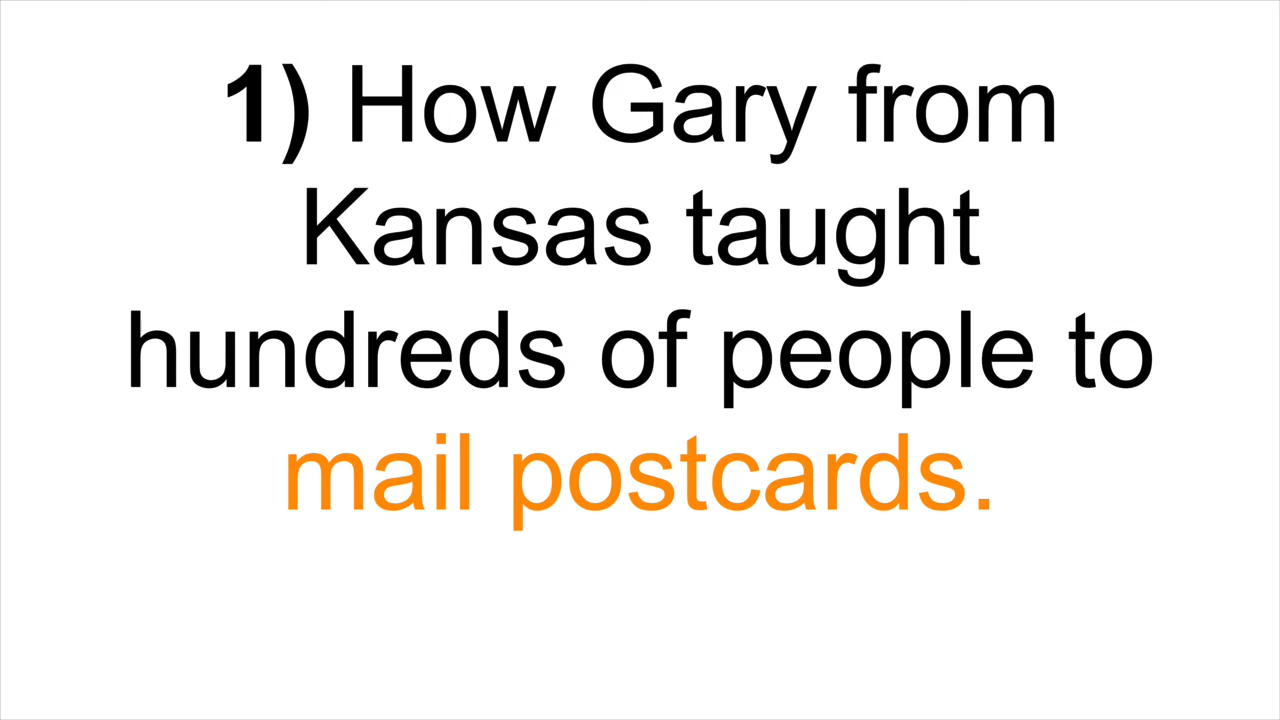 1) How Gary from
Kansas taught
hundreds of people to
mail postcards.